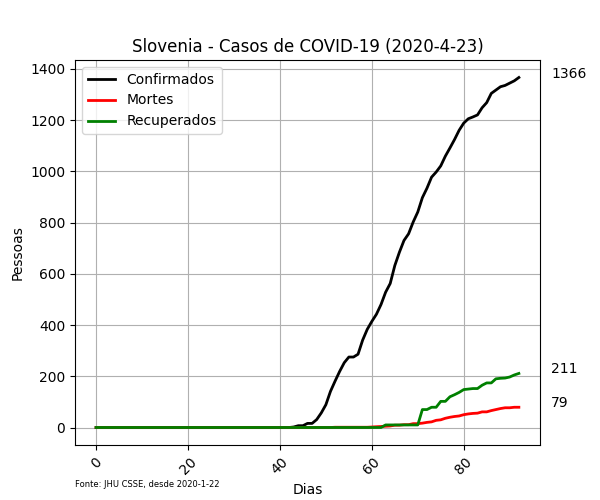 Slovenia - Casos de COVID-19 (2020-4-23)
1400
1200
1000
800
600
400
200
0
Pessoas
Confirmados
Mortes
Recuperados
1366
211
79
0
20
40
60
80
Fonte: JHU CSSE, desde 2020-1-22
Dias